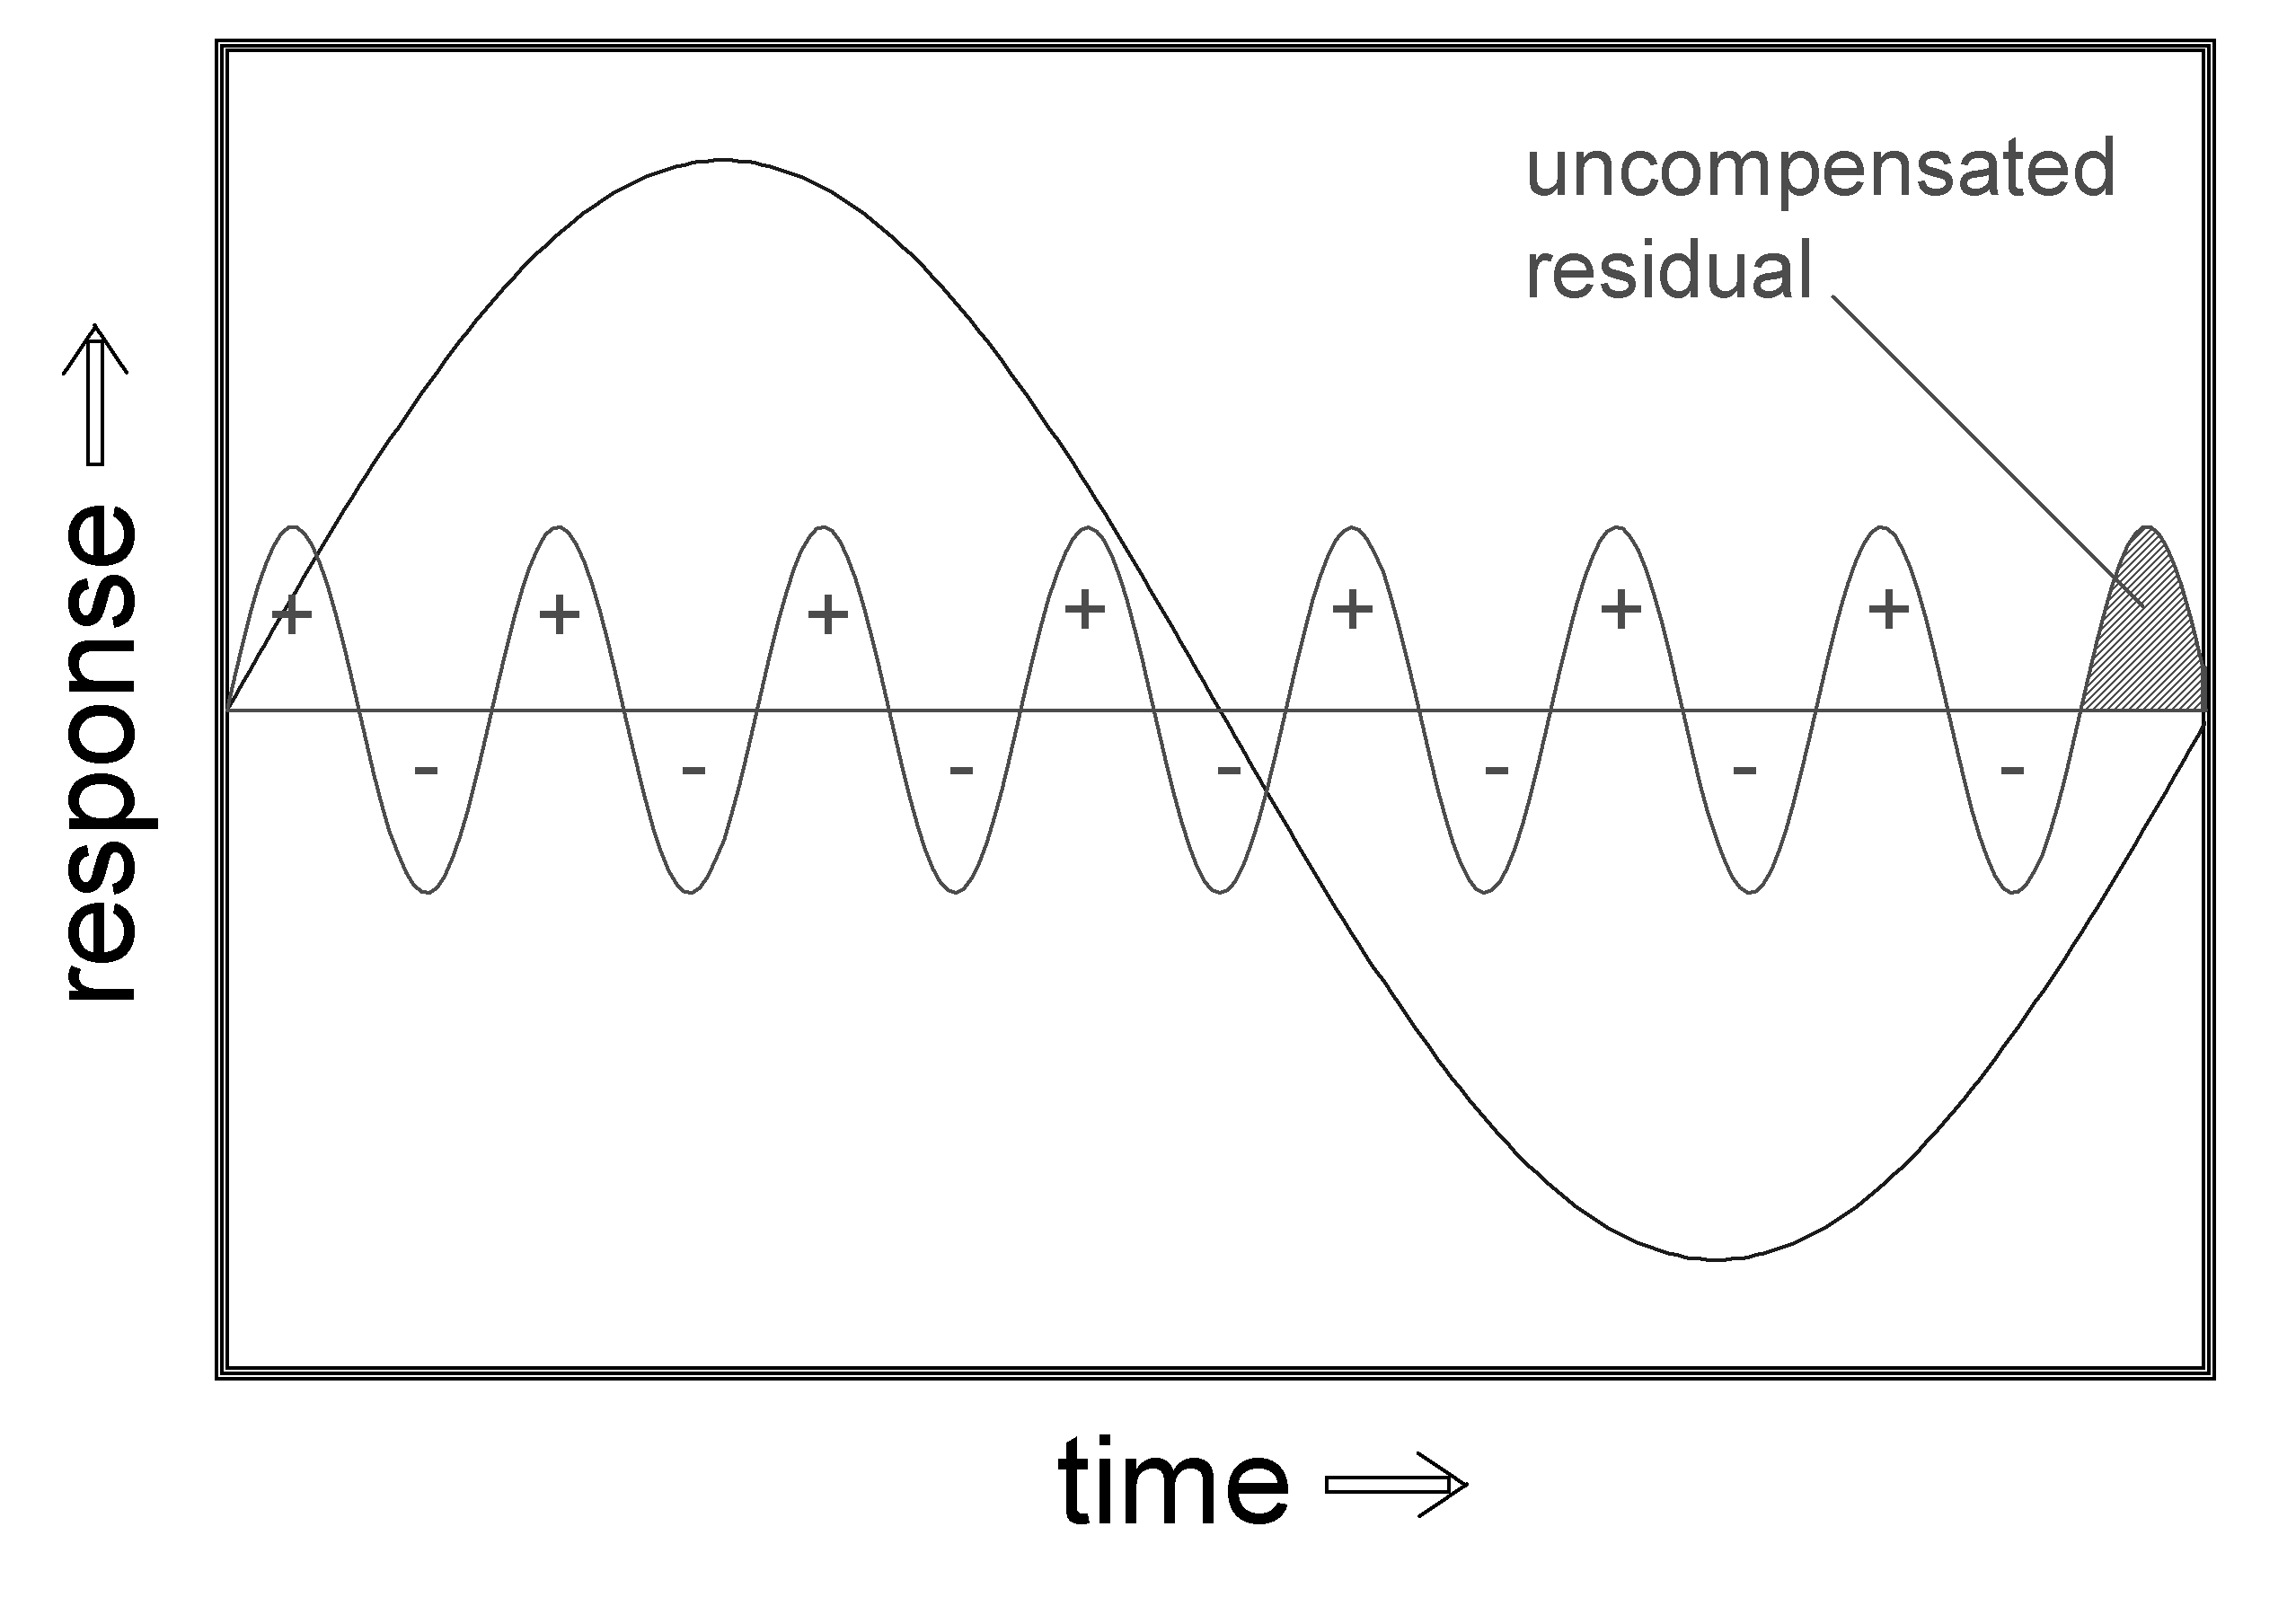 uncompensated
residual
response
+ + + + + + +
- - - - - - -
time